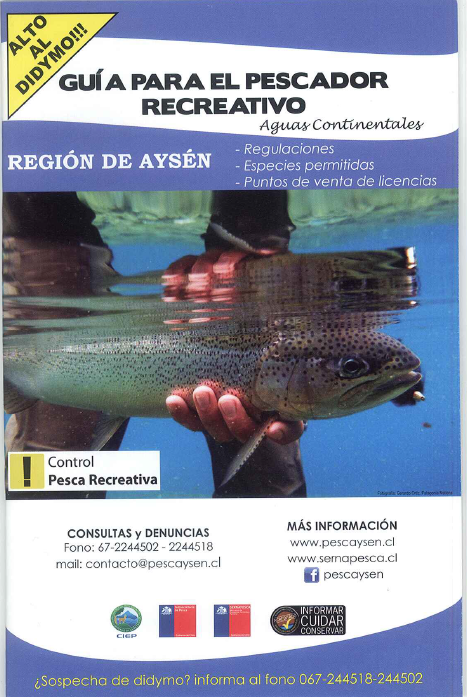 ALTO
AL
DIDYMO!!!
GUÍA PARA EL PESCADOR
RECREATIVO
Aguas Continentales
REGIÓN DE AYSÉN
- Regulaciones
- Especies permitidas
- Puntos de venta de licencias
! Control
Pesca Recreativa
CONSULTAS y DENUNCIAS
Fono: 67-2244502 - 2244518
mail: contacto@pescaysen.cl
MÁS INFORMACIÓN
www.pescaysen.cl
www.sernapesca.cl
f pescaysen
CIEP
SERNAPESCA
INFORMAR
CUIDAR
CONSERVAR
¿Sospecha de didymo? informa al fono 067-244518-244502